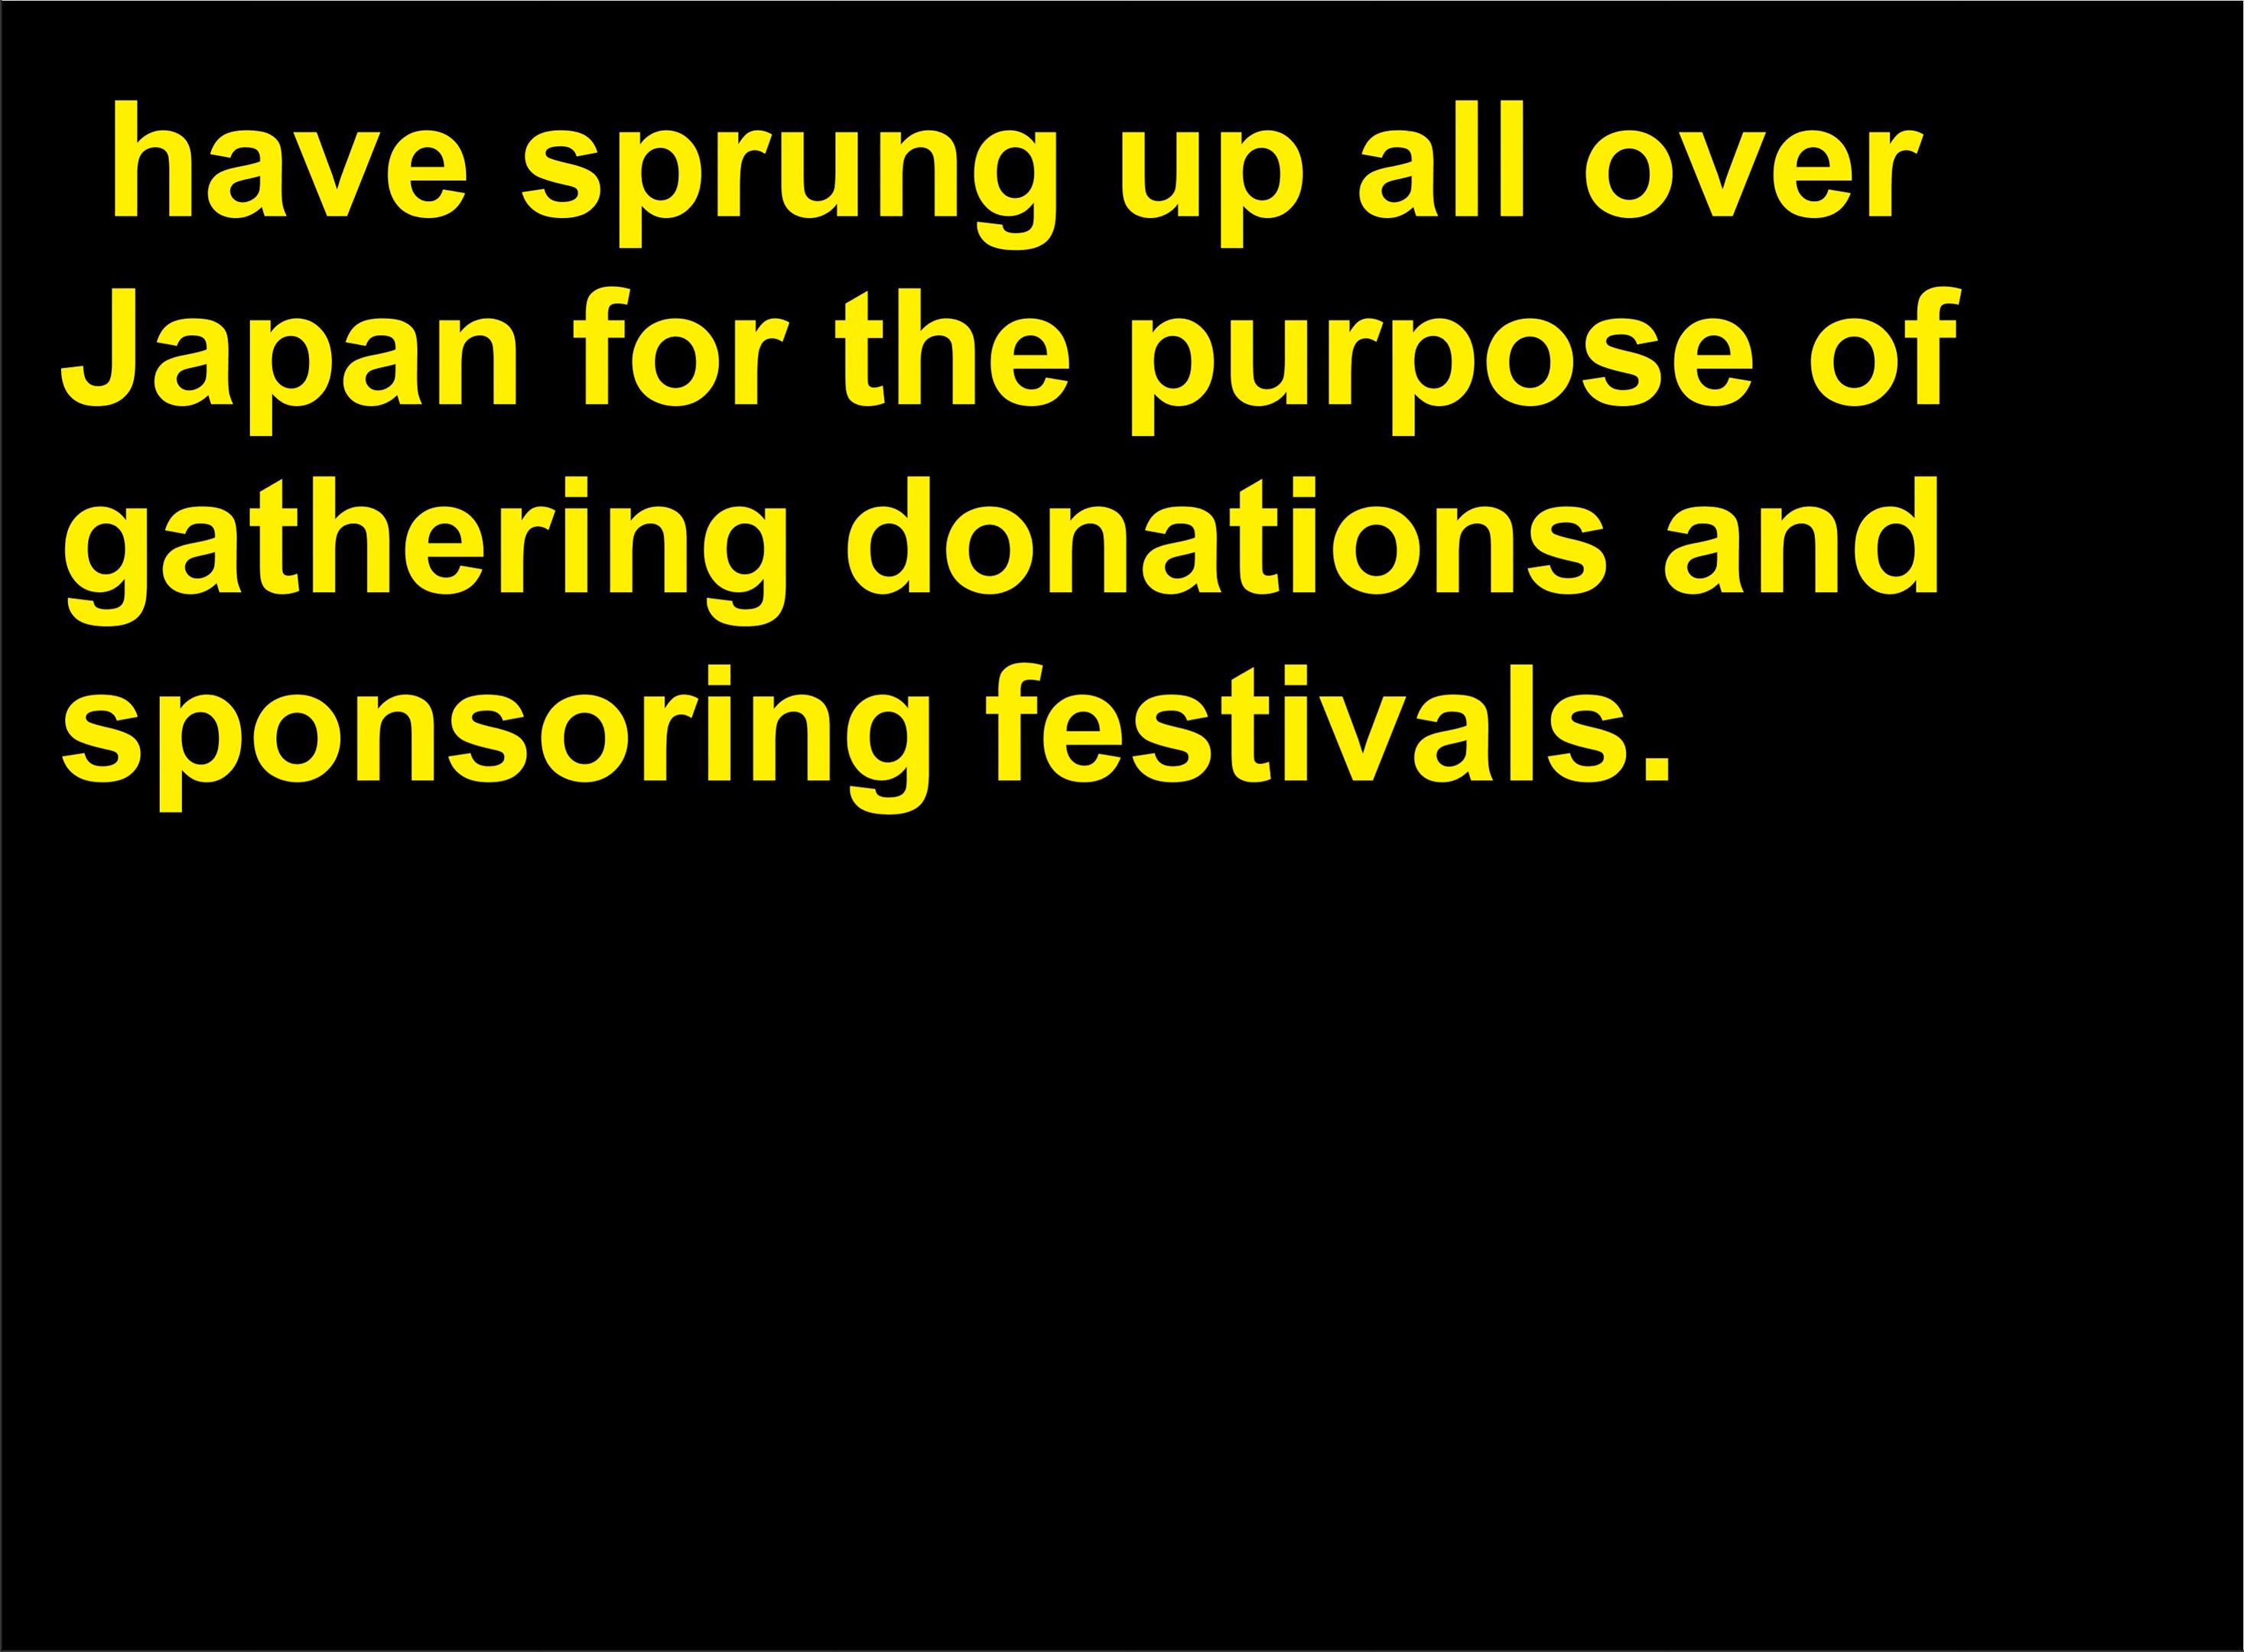 have sprung up all over
Japan for the purpose of
gathering donations and
sponsoring festivals.